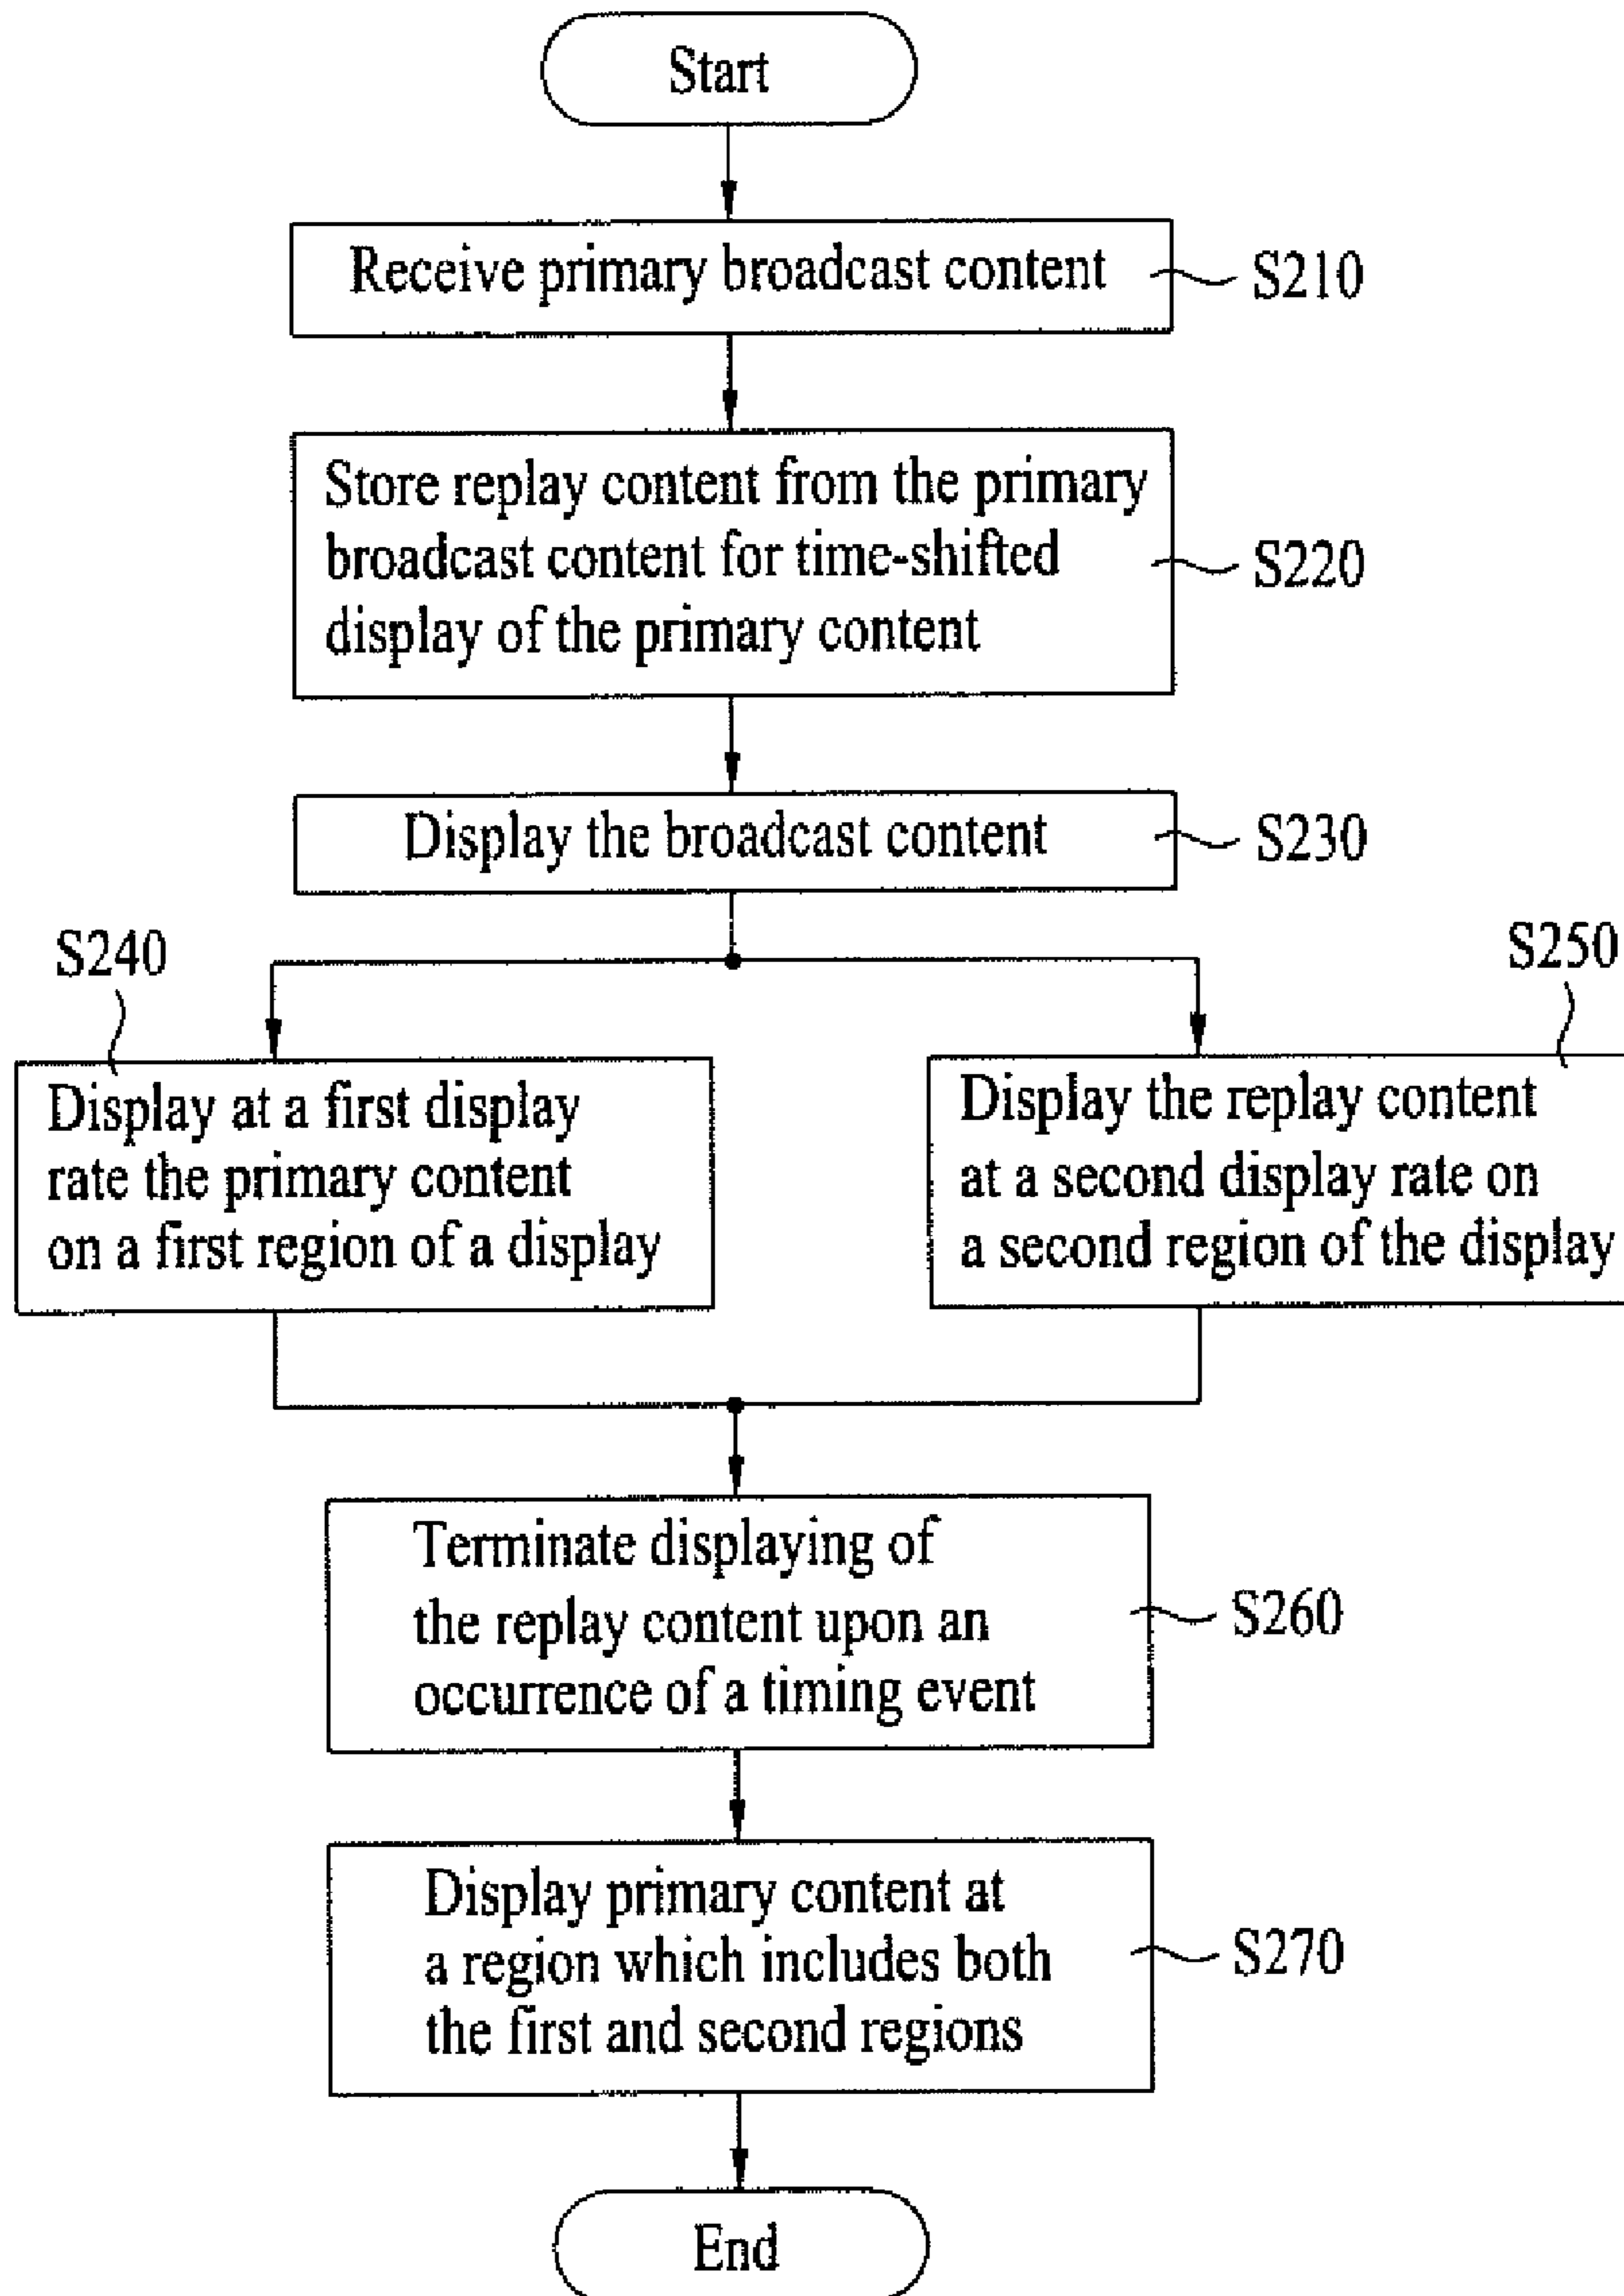 Start
Receive primary broadcast content
S210
Store replay content from the primary
broadcast content for time-shifted
display of the primary content
S220
Display the broadcast content
S230
S240
Display at a first display
rate the primary content
on a first region of a display
S250
Display the replay content
at a second display rate on
a second region of the display
Terminate displaying of
the replay content upon an
occurrence of a timing event
S260
Display primary content at
a region which includes both
the first and second regions
S270
End